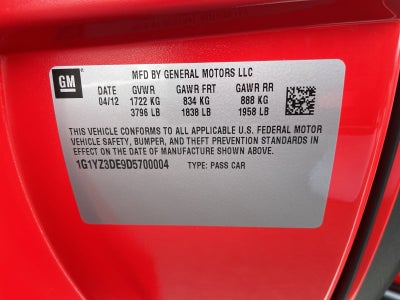 GM
MFD BY GENERAL MOTORS LLC
DATE GVWR GAWR FRT GAWR RR
04/12 1722 KG 834 KG 888 KG
3796 LB 1838 LB 1958 LB
THIS VEHICLE CONFORMS TO ALL APPLICABLE U.S. FEDERAL MOTOR
VEHICLE SAFETY, BUMPER, AND THEFT PREVENTION STANDARDS IN
EFFECT ON THE DATE OF MANUFACTURE SHOWN ABOVE.
1G1YZ3DE9D5700004 TYPE: PASS CAR